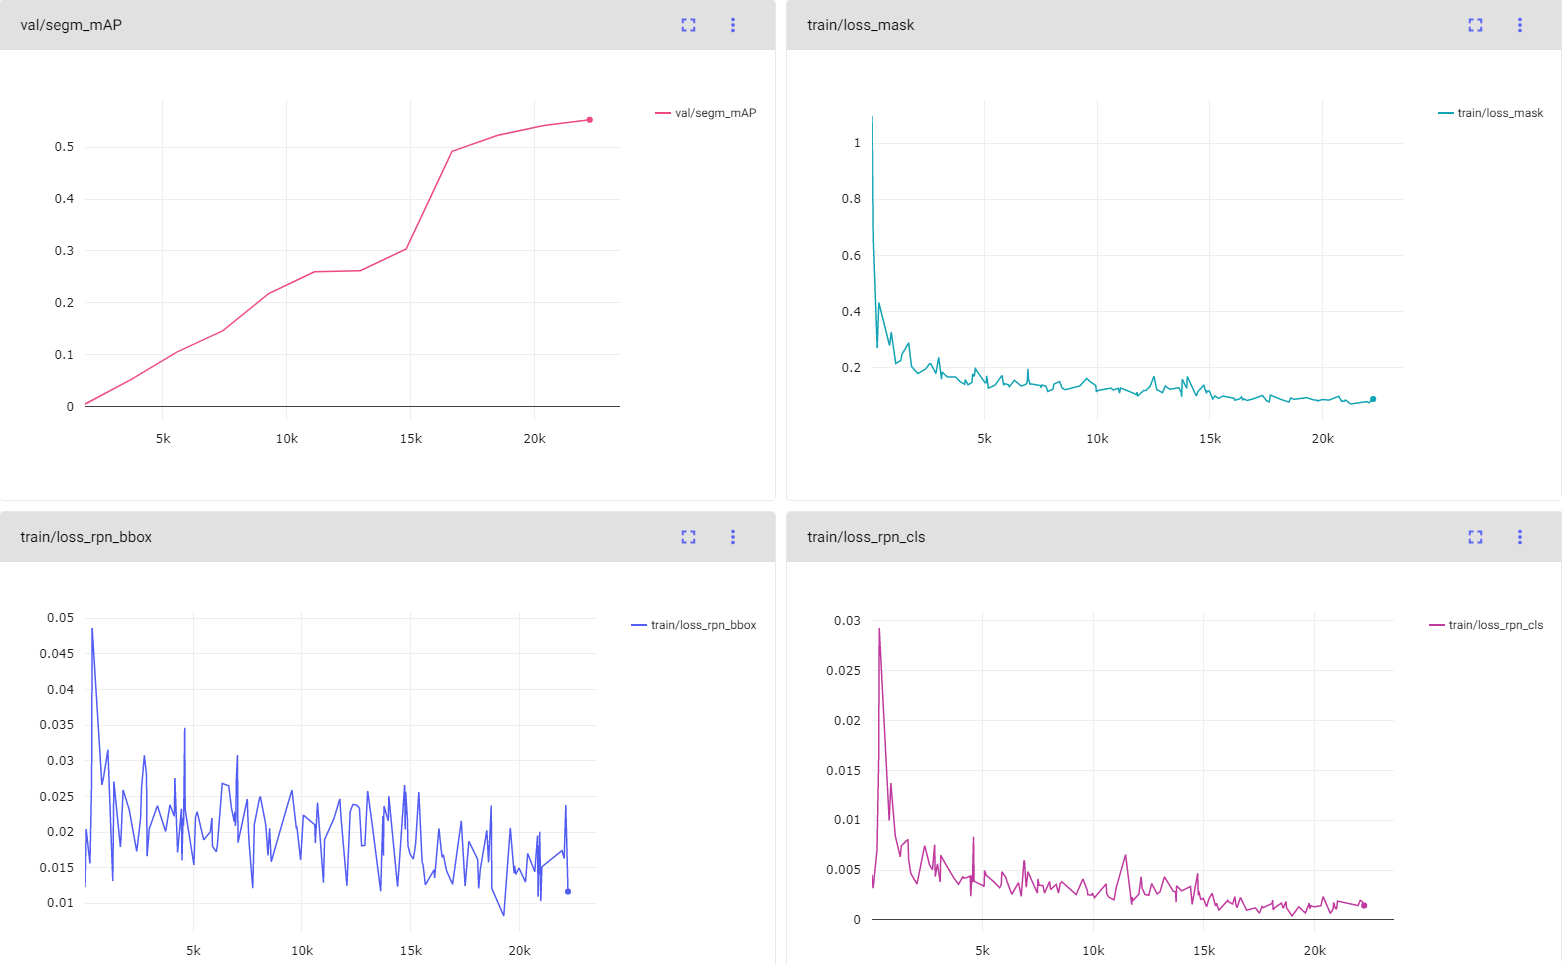 val/segm_mAP
val/segm_mAP
0.5
0.4
0.3
0.2
0.1
0
5k
10k
15k
20k
train/loss_mask
train/loss_mask
1
0.8
0.6
0.4
0.2
5k
10k
15k
20k
train/loss_rpn_bbox
train/loss_rpn_bbox
0.05
0.045
0.04
0.035
0.03
0.025
0.02
0.015
0.01
5k
10k
15k
20k
train/loss_rpn_cls
train/loss_rpn_cls
0.03
0.025
0.02
0.015
0.01
0.005
0
5k
10k
15k
20k